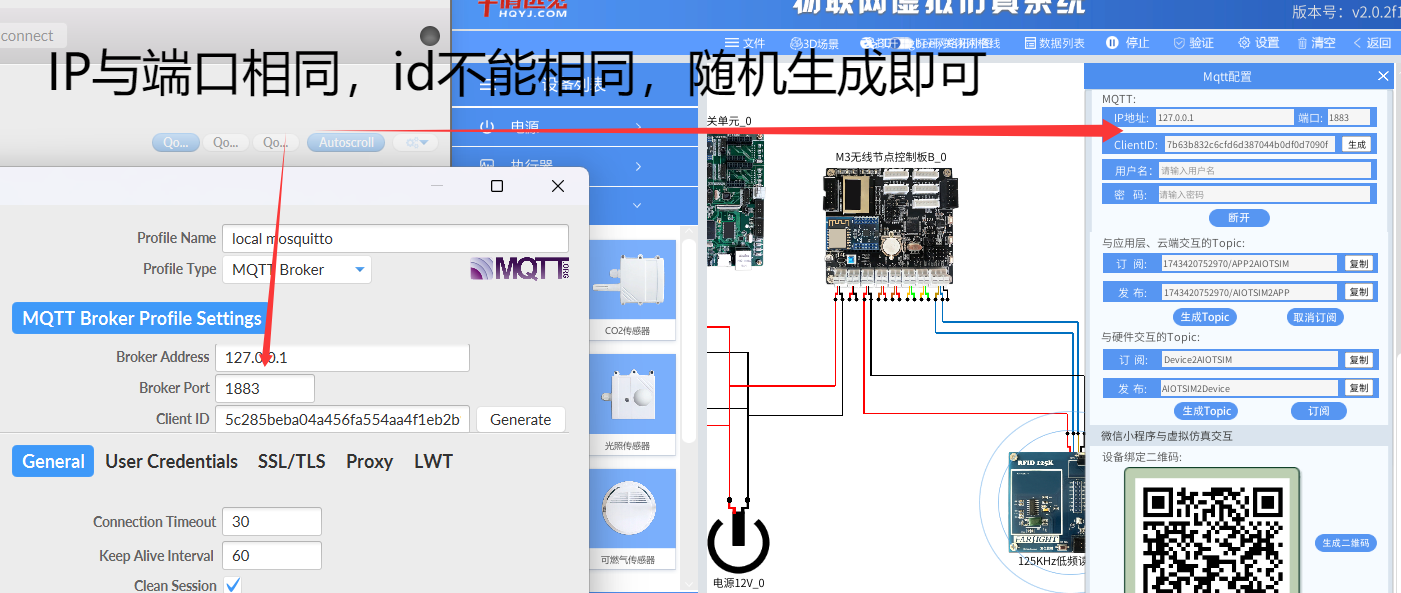 HQYJ.COM
物联网虚拟仿真系统
版本号: v2.0.2f1
connect
文件
3D场景
数据列表
停止
验证
设置
清空
返回
IP与端口相同，id不能相同，随机生成即可
设备列表
电源
执行器
Qo...
Qo...
Qo...
Autoscroll
Profile Name
local mosquitto
Profile Type
MQTT Broker
MQTT
.ORG
MQTT Broker Profile Settings
Broker Address
127.0.0.1
Broker Port
1883
Client ID
5c285beba04a456fa554aa4f1eb2b
Generate
General
User Credentials
SSL/TLS
Proxy
LWT
Connection Timeout
30
Keep Alive Interval
60
Clean Session
CO2传感器
光照传感器
可燃气传感器
关单元_0
M3无线节点控制板B_0
电源12V_0
RFID 125K
FARSIGHT
125KHz低频读
Mqtt配置
MQTT:
IP地址: 127.0.0.1 端口: 1883
ClientID: 7b63b832c6cfd6d387044b0df0d7090f 生成
用户名: 请输入用户名
密 码: 请输入密码
断开
与应用层、云端交互的Topic:
订 阅: 1743420752970/APP2AIOTSIM 复制
发 布: 1743420752970/AIOTSIM2APP 复制
生成Topic
取消订阅
与硬件交互的Topic:
订 阅: Device2AIOTSIM 复制
发 布: AIOTSIM2Device 复制
生成Topic
订阅
微信小程序与虚拟仿真交互
设备绑定二维码:
生成二维码